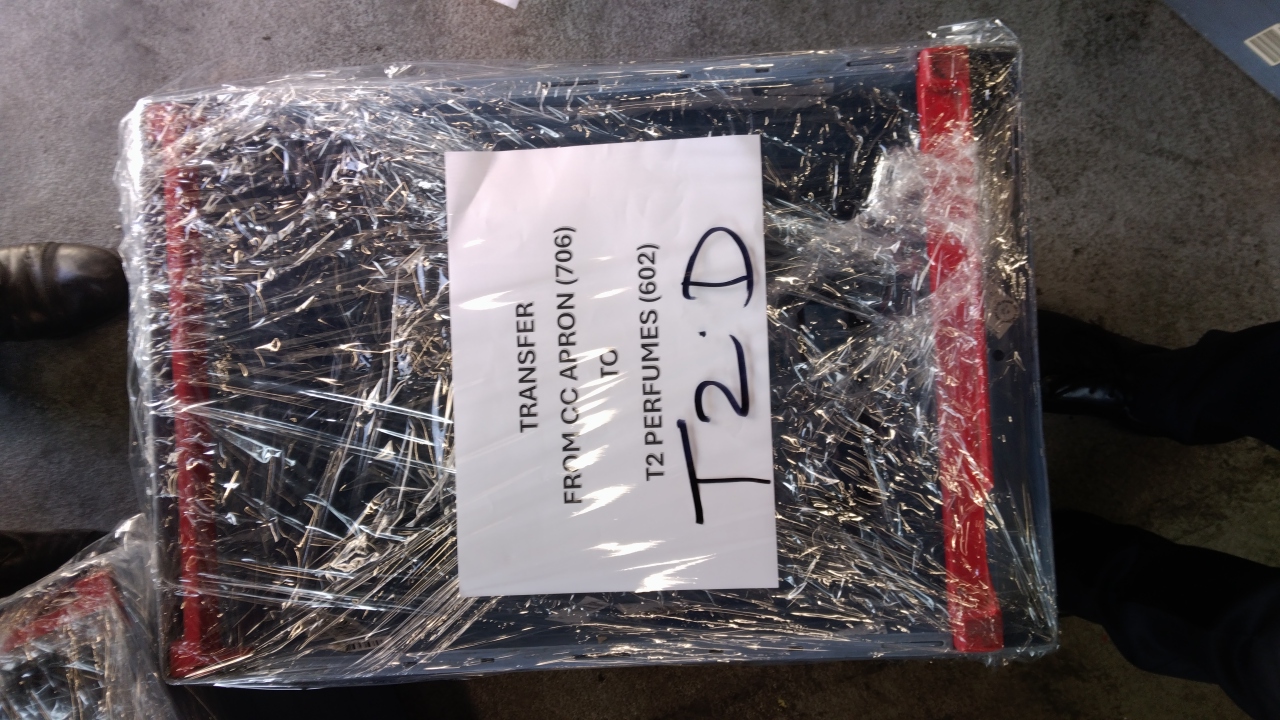 TRANSFER
FROM CC APRON (706)
TO
T2 PERFUMES (602)
T2.D